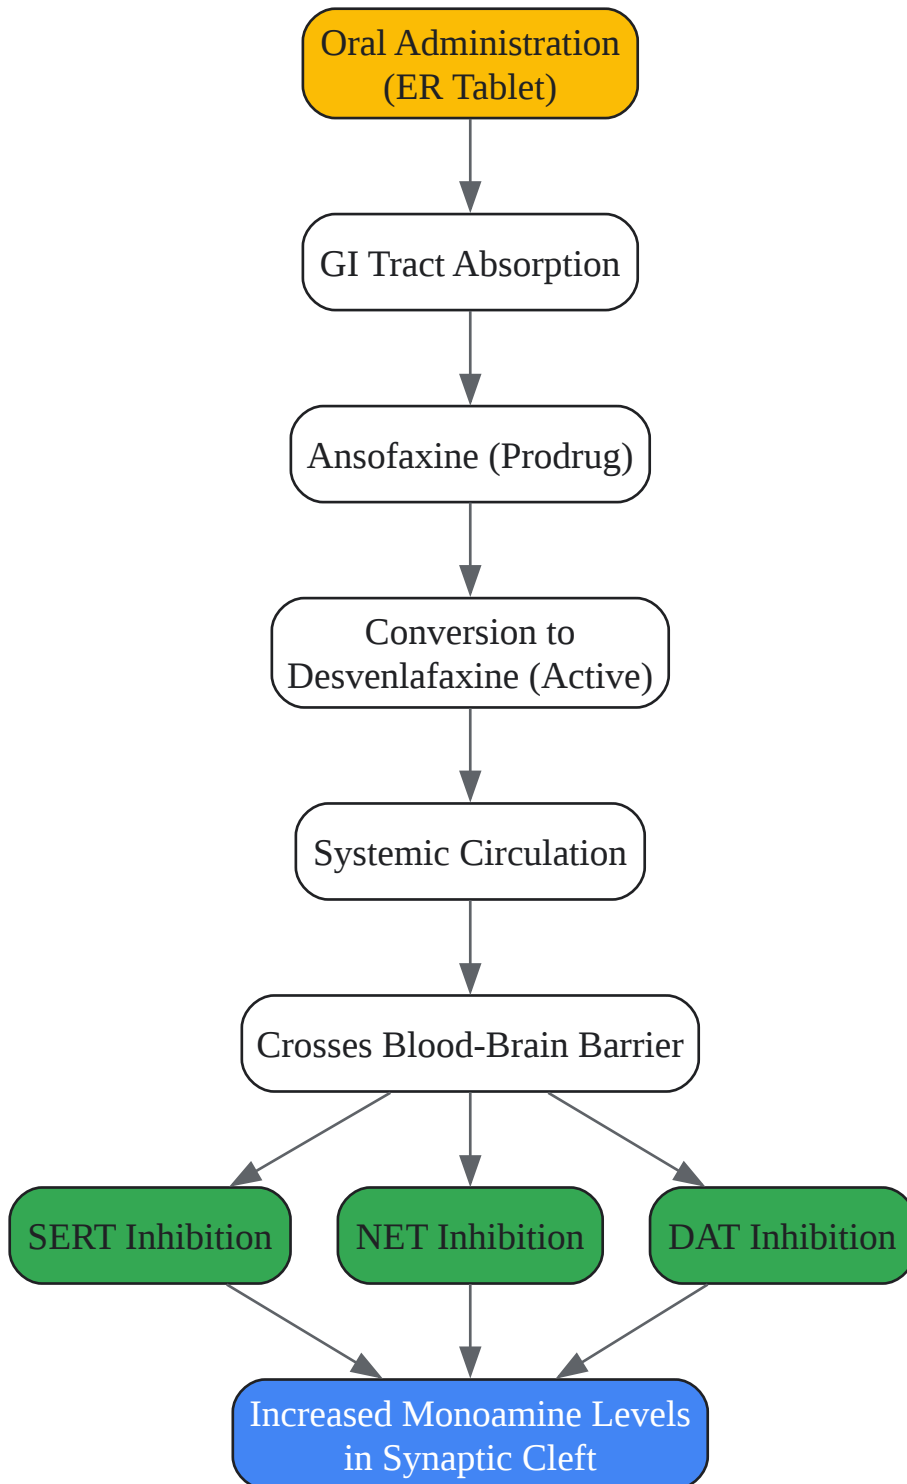 Oral Administration
(ER Tablet)
GI Tract Absorption
Ansofaxine (Prodrug)
Conversion to
Desvenlafaxine (Active)
Systemic Circulation
Crosses Blood-Brain Barrier
SERT Inhibition
NET Inhibition
DAT Inhibition
Increased Monoamine Levels
in Synaptic Cleft